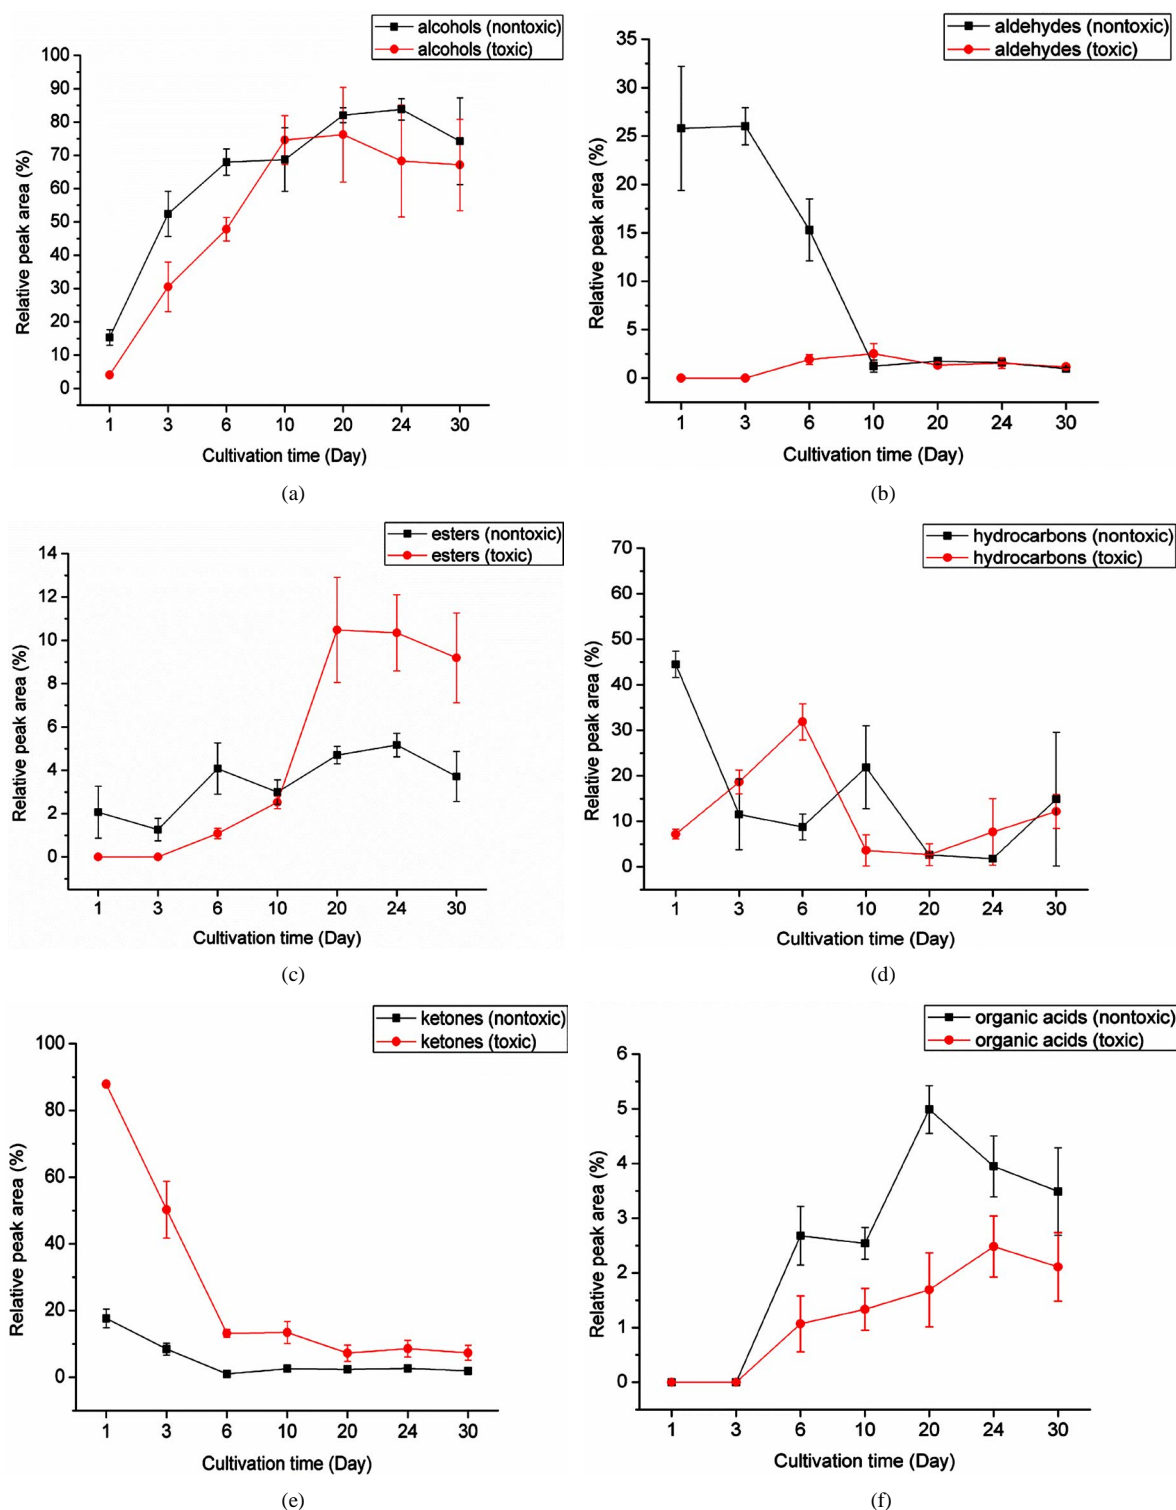 alcohols (nontoxic)
alcohols (toxic)
100
90
80
70
60
50
40
30
20
10
0
Relative peak area (%)
1 3 6 10 20 24 30
Cultivation time (Day)
(a)
aldehydes (nontoxic)
aldehydes (toxic)
35
30
25
20
15
10
5
0
Relative peak area (%)
1 3 6 10 20 24 30
Cultivation time (Day)
(b)
esters (nontoxic)
esters (toxic)
14
12
10
8
6
4
2
0
Relative peak area (%)
1 3 6 10 20 24 30
Cultivation time (Day)
(c)
hydrocarbons (nontoxic)
hydrocarbons (toxic)
70
60
50
40
30
20
10
0
Relative peak area (%)
1 3 6 10 20 24 30
Cultivation time (Day)
(d)
ketones (nontoxic)
ketones (toxic)
100
80
60
40
20
0
Relative peak area (%)
1 3 6 10 20 24 30
Cultivation time (Day)
(e)
organic acids (nontoxic)
organic acids (toxic)
6
5
4
3
2
1
0
Relative peak area (%)
1 3 6 10 20 24 30
Cultivation time (Day)
(f)